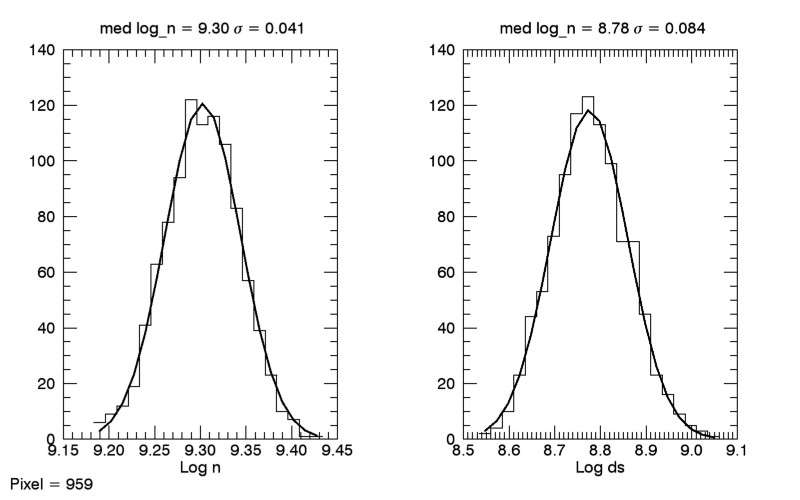 med log_n = 9.30 σ = 0.041
140
120
100
80
60
40
20
0
9.15 9.20 9.25 9.30 9.35 9.40 9.45
Log n
med log_n = 8.78 σ = 0.084
140
120
100
80
60
40
20
0
8.5 8.6 8.7 8.8 8.9 9.0 9.1
Log ds
Pixel = 959